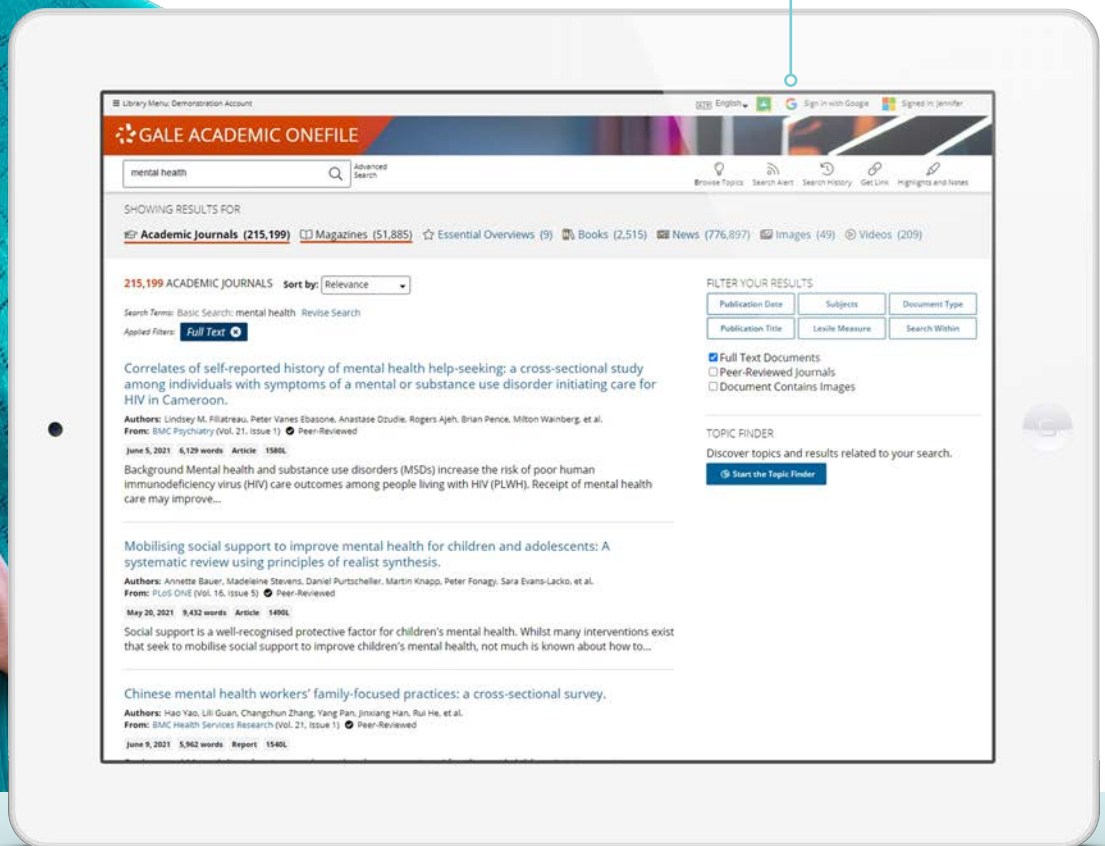 Library Menu: Demonstration Account
English
Sign in with Google
Signed in: Jennifer
GALE ACADEMIC ONEFILE
mental health
Advanced
Search
Browse Topics Search Alert Search History Get Link Highlights and Notes
SHOWING RESULTS FOR
Academic Journals (215,199) Magazines (51,885) Essential Overviews (9) Books (2,515) News (776,897) Images (49) Videos (209)
215,199 ACADEMIC JOURNALS Sort by: Relevance
Search Terms: Basic Search: mental health Revise Search
Applied Filters: Full Text
Correlates of self-reported history of mental health help-seeking: a cross-sectional study
among individuals with symptoms of a mental or substance use disorder initiating care for
HIV in Cameroon.
Authors: Lindsey M. Filiatreau, Peter Vanes Ebasone, Anastase Dzudie, Rogers Ajeh, Brian Pence, Milton Wainberg, et al.
From: BMC Psychiatry (Vol. 21, Issue 1) Peer-Reviewed
June 5, 2021 6,129 words Article 1580L
Background Mental health and substance use disorders (MSDs) increase the risk of poor human
immunodeficiency virus (HIV) care outcomes among people living with HIV (PLWH). Receipt of mental health
care may improve...
Mobilising social support to improve mental health for children and adolescents: A
systematic review using principles of realist synthesis.
Authors: Annette Bauer, Madeleine Stevens, Daniel Purtscheller, Martin Knapp, Peter Fonagy, Sara Evans-Lacko, et al.
From: PLoS ONE (Vol. 16, Issue 5) Peer-Reviewed
May 20, 2021 9,432 words Article 1490L
Social support is a well-recognised protective factor for children's mental health. Whilst many interventions exist
that seek to mobilise social support to improve children's mental health, not much is known about how to...
Chinese mental health workers' family-focused practices: a cross-sectional survey.
Authors: Hao Yao, Lili Guan, Changchun Zhang, Yang Pan, Jinxiang Han, Rui He, et al.
From: BMC Health Services Research (Vol. 21, Issue 1) Peer-Reviewed
June 9, 2021 5,962 words Report 1540L
FILTER YOUR RESULTS
Publication Date Subjects Document Type
Publication Title Lexile Measure Search Within
Full Text Documents
Peer-Reviewed Journals
Document Contains Images
TOPIC FINDER
Discover topics and results related to your search.
Start the Topic Finder